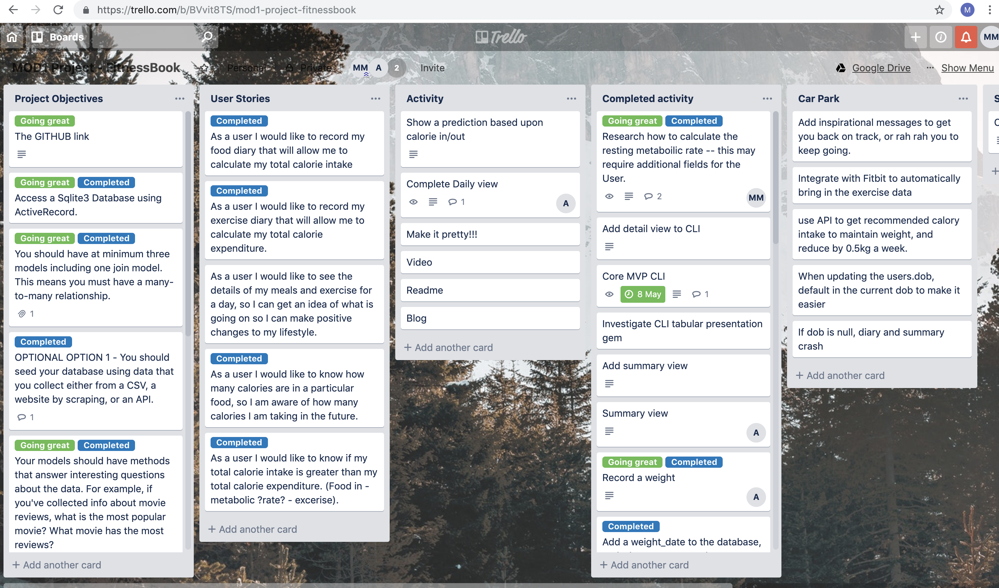 https://trello.com/b/BVvit8TS/mod1-project-fitnessbook
M
Boards
Trello
MM
MOD1 Project - FitnessBook
Personal
Private
MM
A
2
Invite
Google Drive
Show Menu
Project Objectives
Going great
The GITHUB link
Going great Completed
Access a Sqlite3 Database using
ActiveRecord.
Going great Completed
You should have at minimum three
models including one join model.
This means you must have a many-
to-many relationship.
1
Completed
OPTIONAL OPTION 1 - You should
seed your database using data that
you collect either from a CSV, a
website by scraping, or an API.
1
Going great Completed
Your models should have methods
that answer interesting questions
about the data. For example, if
you've collected info about movie
reviews, what is the most popular
movie? What movie has the most
reviews?
+ Add another card
User Stories
Completed
As a user I would like to record my
food diary that will allow me to
calculate my total calorie intake
Completed
As a user I would like to record my
exercise diary that will allow me to
calculate my total calorie
expenditure.
As a user I would like to see the
details of my meals and exercise for
a day, so I can get an idea of what is
going on so I can make positive
changes to my lifestyle.
Completed
As a user I would like to know how
many calories are in a particular
food, so I am aware of how many
calories I am taking in the future.
Completed
As a user I would like to know if my
total calorie intake is greater than my
total calorie expenditure. (Food in -
metabolic ?rate? - excerise).
+ Add another card
Activity
Show a prediction based upon
calorie in/out
Complete Daily view
1
A
Make it pretty!!!
Video
Readme
Blog
+ Add another card
Completed activity
Going great Completed
Research how to calculate the
resting metaboilic rate -- this may
require additional fields for the
User.
2
MM
Add detail view to CLI
Core MVP CLI
8 May
1
Investigate CLI tabular presentation
gem
Add summary view
Summary view
A
Going great Completed
Record a weight
A
Completed
Add a weight_date to the database,
+ Add another card
Car Park
Add inspirational messages to get
you back on track, or rah rah you to
keep going.
Integrate with Fitbit to automatically
bring in the exercise data
use API to get recommended calory
intake to maintain weight, and
reduce by 0.5kg a week.
When updating the users.dob,
default in the current dob to make it
easier
If dob is null, diary and summary
crash
+ Add another card